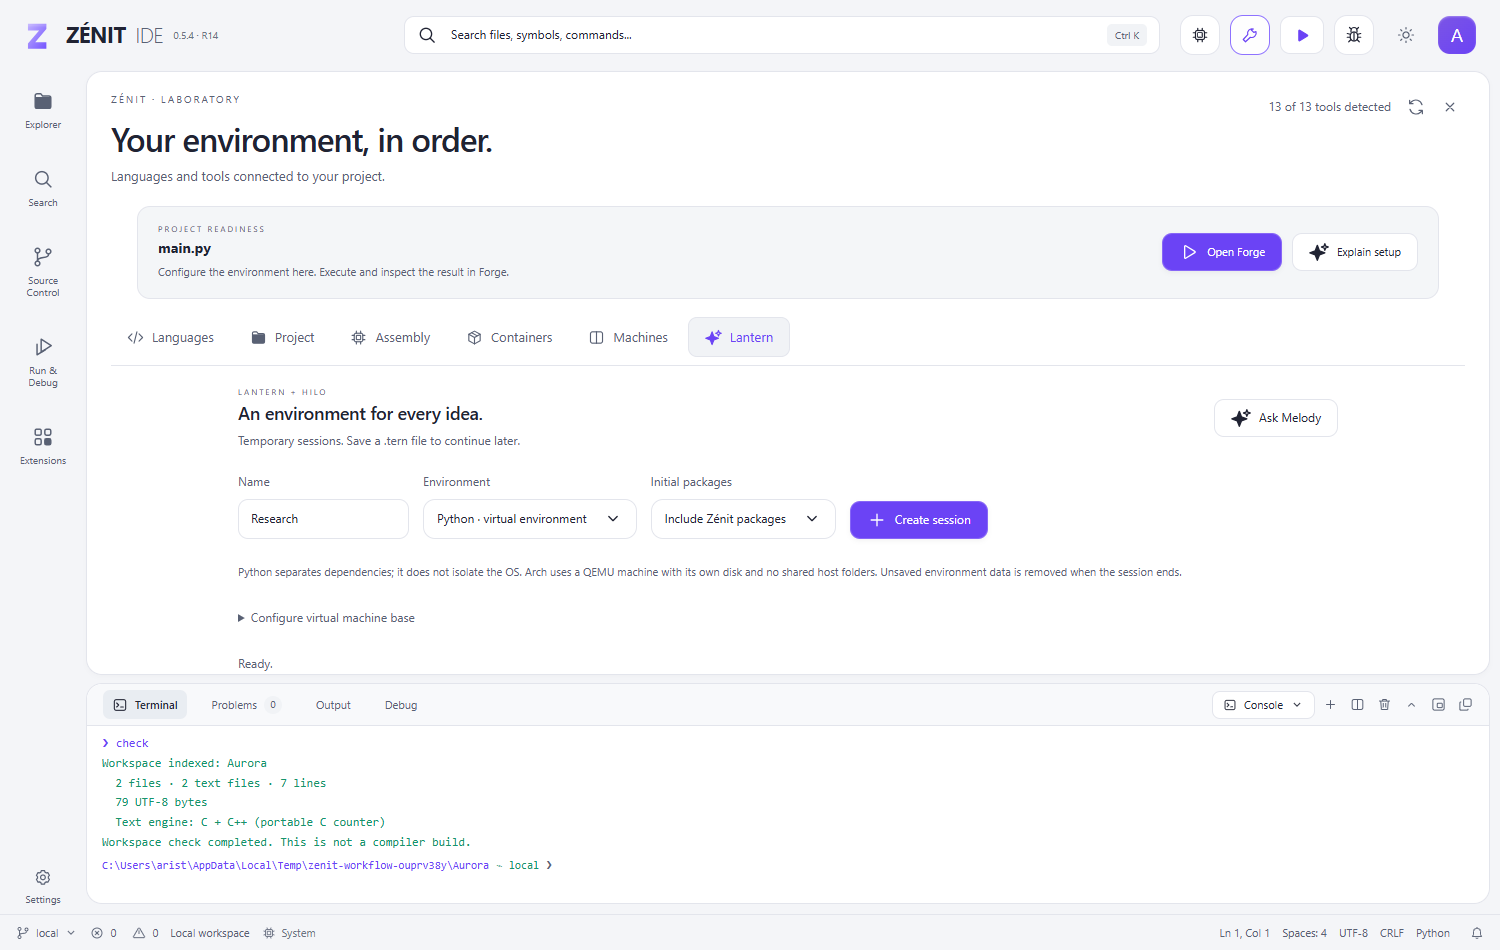 ZÉNIT IDE 0.5.4 · R14
Search files, symbols, commands...
Ctrl K
A
Explorer
Search
Source
Control
Run &
Debug
Extensions
Settings
ZÉNIT · LABORATORY
13 of 13 tools detected
Your environment, in order.
Languages and tools connected to your project.
PROJECT READINESS
main.py
Configure the environment here. Execute and inspect the result in Forge.
Open Forge
Explain setup
Languages
Project
Assembly
Containers
Machines
Lantern
LANTERN + HILO
An environment for every idea.
Temporary sessions. Save a .tern file to continue later.
Ask Melody
Name
Environment
Initial packages
Research
Python · virtual environment
Include Zénit packages
Create session
Python separates dependencies; it does not isolate the OS. Arch uses a QEMU machine with its own disk and no shared host folders. Unsaved environment data is removed when the session ends.
Configure virtual machine base
Ready.
Terminal
Problems 0
Output
Debug
Console
❯ check
Workspace indexed: Aurora
2 files · 2 text files · 7 lines
79 UTF-8 bytes
Text engine: C + C++ (portable C counter)
Workspace check completed. This is not a compiler build.
C:\Users\arist\AppData\Local\Temp\zenit-workflow-ouprv38y\Aurora ~ local ❯
local
0
0
Local workspace
System
Ln 1, Col 1
Spaces: 4
UTF-8
CRLF
Python